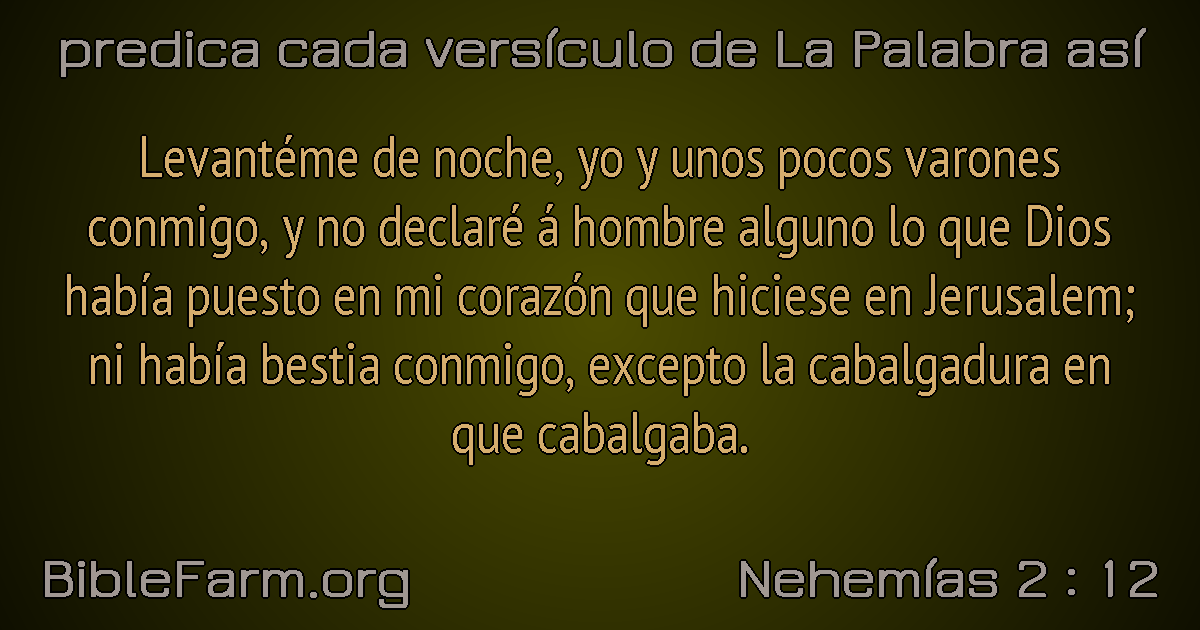 predica cada versículo de La Palabra así
Levantéme de noche, yo y unos pocos varones
conmigo, y no declaré á hombre alguno lo que Dios
había puesto en mi corazón que hiciese en Jerusalem;
ni había bestia conmigo, excepto la cabalgadura en
que cabalgaba.
BibleFarm.org
Nehemías 2 : 12